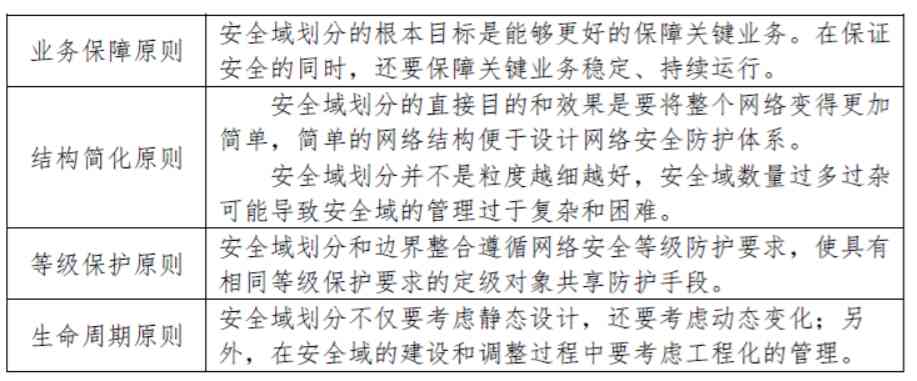 业务保障原则
安全域划分的根本目标是能够更好的保障关键业务。在保证
安全的同时，还要保障关键业务稳定、持续运行。
结构简化原则
安全域划分的直接目的和效果是要将整个网络变得更加
简单，简单的网络结构便于设计网络安全防护体系。
安全域划分并不是粒度越细越好，安全域数量过多过杂
可能导致安全域的管理过于复杂和困难。
等级保护原则
安全域划分和边界整合遵循网络安全等级防护要求，使具有
相同等级保护要求的定级对象共享防护手段。
生命周期原则
安全域划分不仅要考虑静态设计，还要考虑动态变化；另
外，在安全域的建设和调整过程中要考虑工程化的管理。